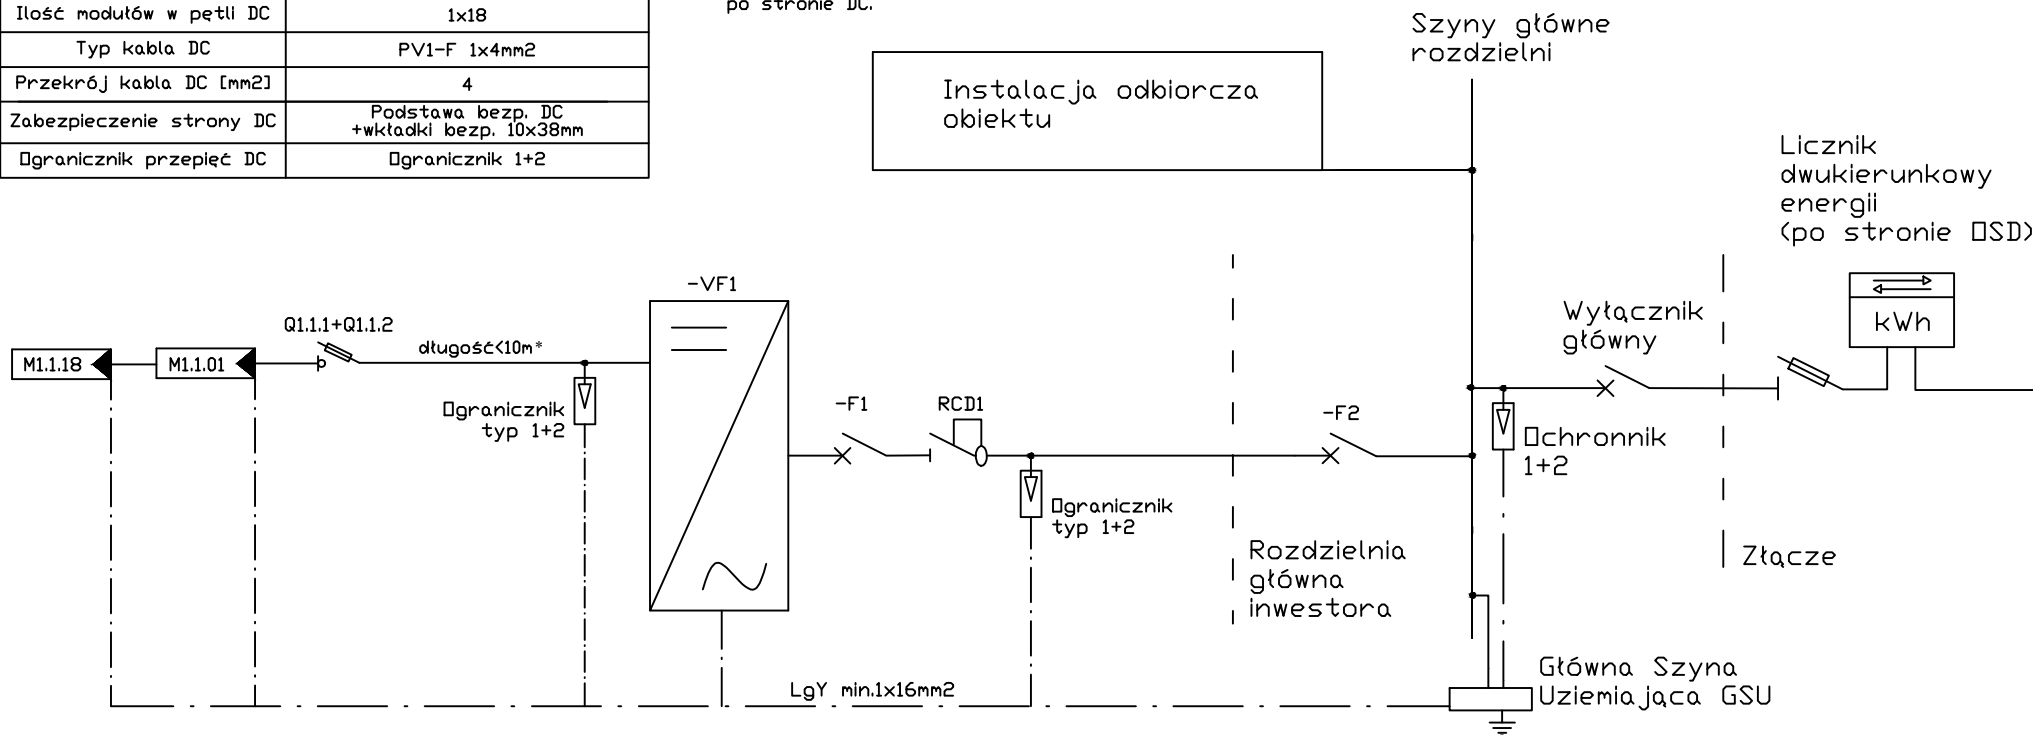 Ilość modułów w pętli DC 1x18
Typ kabla DC PV1-F 1x4mm2
Przekrój kabla DC [mm2] 4
Zabezpieczenie strony DC Podstawa bezp. DC
+wkładki bezp. 10x38mm
Ogranicznik przepięć DC Ogranicznik 1+2
po stronie DC.
Instalacja odbiorcza
obiektu
Szyny główne
rozdzielni
Licznik
dwukierunkowy
energii
(po stronie OSD)
kWh
Wyłącznik
główny
-VF1
Q1.1.1+Q1.1.2
długość<10m*
M1.1.18
M1.1.01
Ogranicznik
typ 1+2
-F1
RCD1
-F2
Ogranicznik
typ 1+2
Ochronnik
1+2
Rozdzielnia
główna
inwestora
Złącze
LgY min.1x16mm2
Główna Szyna
Uziemiająca GSU